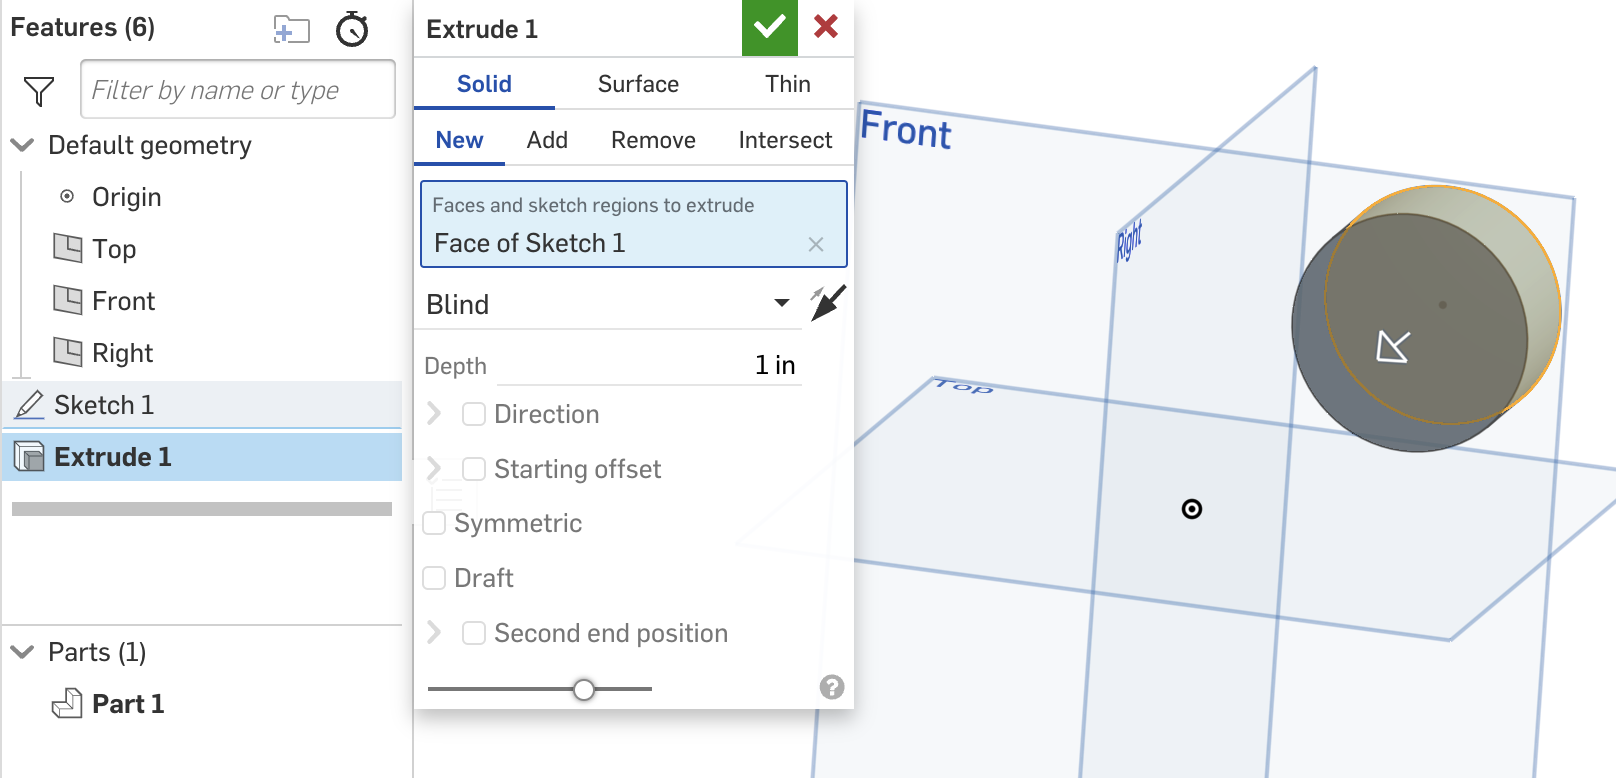 Features (6)
Filter by name or type
Default geometry
Origin
Top
Front
Right
Sketch 1
Extrude 1
Parts (1)
Part 1
Extrude 1
Solid Surface Thin
New Add Remove Intersect
Faces and sketch regions to extrude
Face of Sketch 1
Blind
Depth 1 in
Direction
Starting offset
Symmetric
Draft
Second end position
?
Front
Right
Top